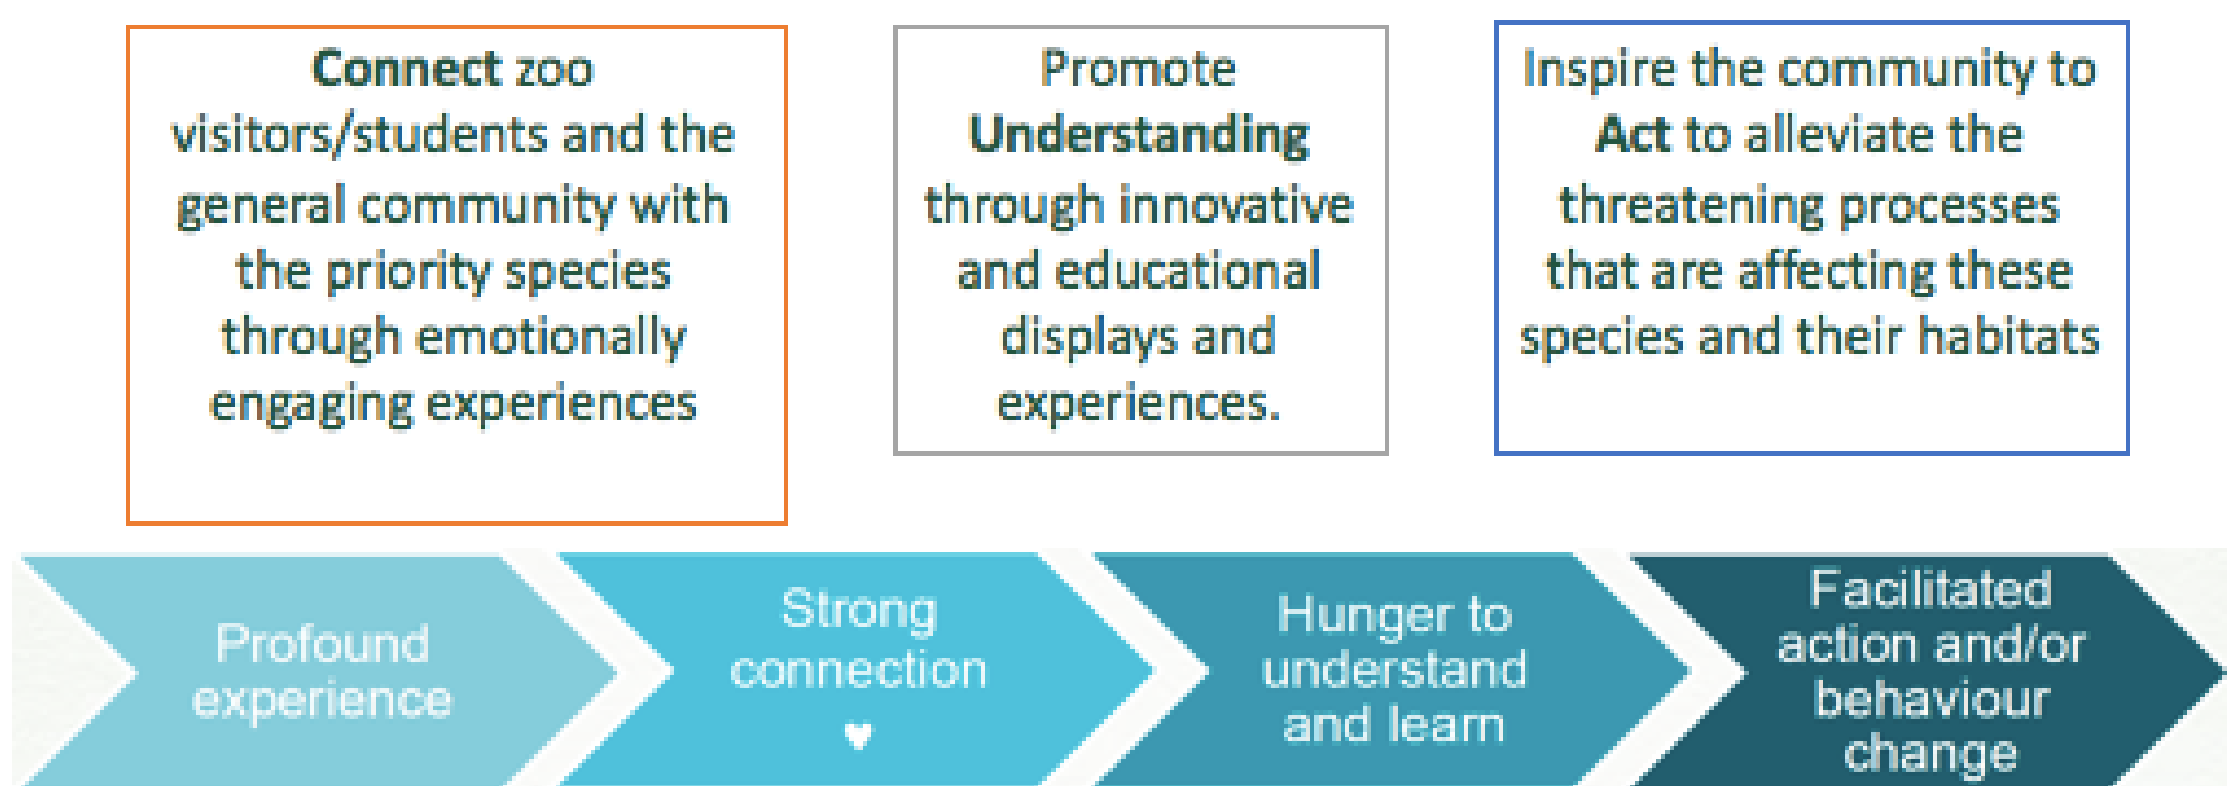 Connect zoo
visitors/students and the
general community with
the priority species
through emotionally
engaging experiences
Promote
Understanding
through innovative
and educational
displays and
experiences.
Inspire the community to
Act to alleviate the
threatening processes
that are affecting these
species and their habitats
Profound
experience
Strong
connection
Hunger to
understand
and learn
Facilitated
action and/or
behaviour
change